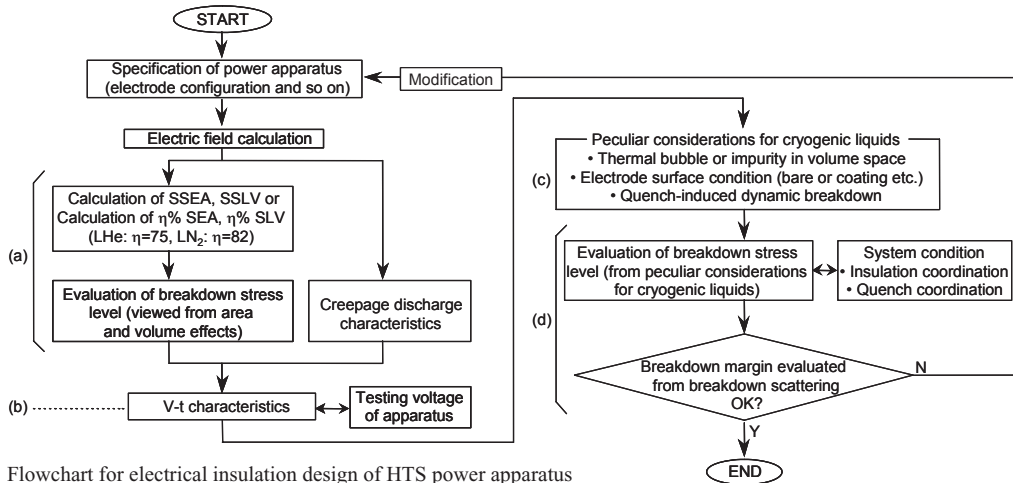 START
Specification of power apparatus
(electrode configuration and so on)
Modification
Electric field calculation
(a)
Calculation of SSEA, SSLV or
Calculation of η% SEA, η% SLV
(LHe: η=75, LN₂: η=82)
Evaluation of breakdown stress
level (viewed from area
and volume effects)
Creepage discharge
characteristics
(b)
V-t characteristics
Testing voltage
of apparatus
(c)
Peculiar considerations for cryogenic liquids
• Thermal bubble or impurity in volume space
• Electrode surface condition (bare or coating etc.)
• Quench-induced dynamic breakdown
(d)
Evaluation of breakdown stress
level (from peculiar considerations
for cryogenic liquids)
System condition
• Insulation coordination
• Quench coordination
Breakdown margin evaluated
from breakdown scattering
OK?
N
Y
END
Flowchart for electrical insulation design of HTS power apparatus